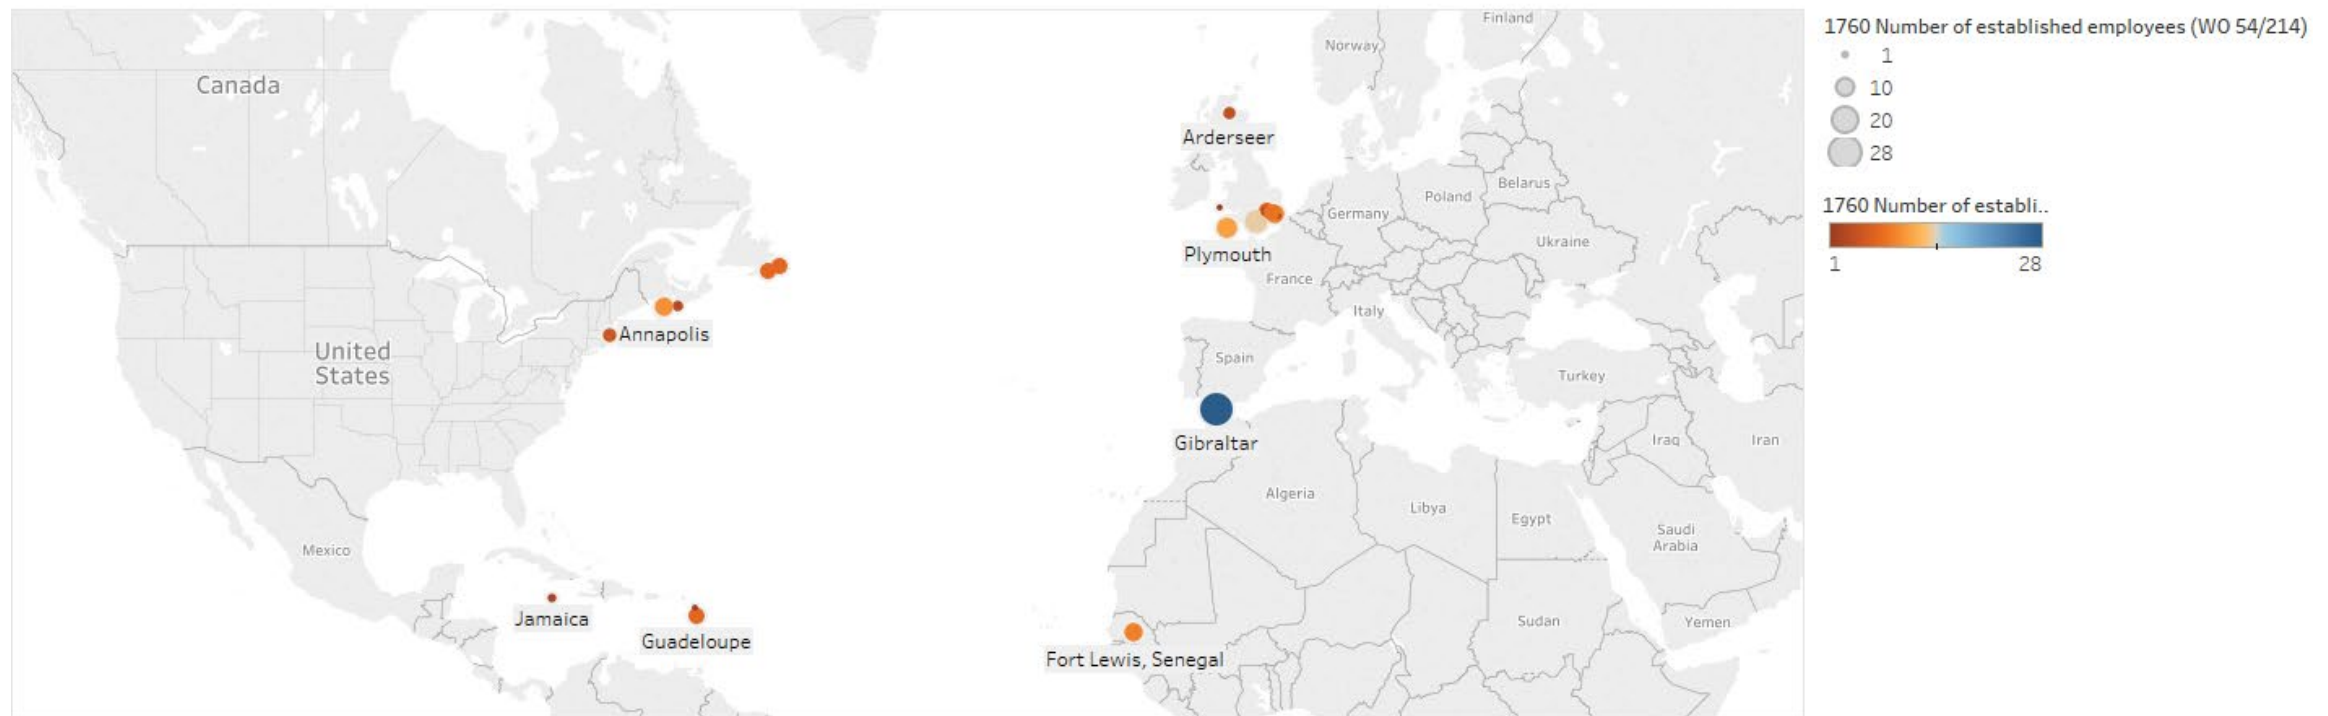 Finland
Norway
Canada
Arderseer
Belarus
Poland
Germany
Plymouth
Ukraine
France
Italy
Annapolis
United
States
Spain
Turkey
Gibraltar
Iraq
Iran
Algeria
Libya
Egypt
Saudi
Arabia
Mexico
Jamaica
Guadeloupe
Sudan
Yemen
Fort Lewis, Senegal
1760 Number of established employees (WO 54/214)
1
10
20
28
1760 Number of establi..
1 28